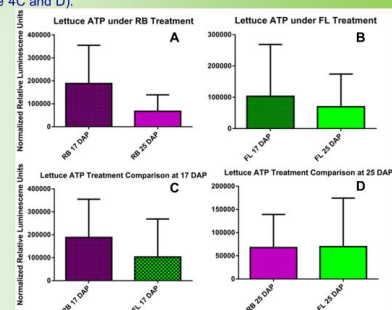 e 4C and D).
Lettuce ATP under RB Treatment
A
Normalized Relative Luminescene Units
400000
300000
200000
100000
0
RB 17 DAP
RB 25 DAP
Lettuce ATP under FL Treatment
B
300000
200000
100000
0
FL 17 DAP
FL 25 DAP
Lettuce ATP Treatment Comparison at 17 DAP
C
Normalized Relative Luminescene Units
400000
300000
200000
100000
0
RB 17 DAP
FL 17 DAP
Lettuce ATP Treatment Comparison at 25 DAP
D
200000
150000
100000
50000
0
RB 25 DAP
FL 25 DAP